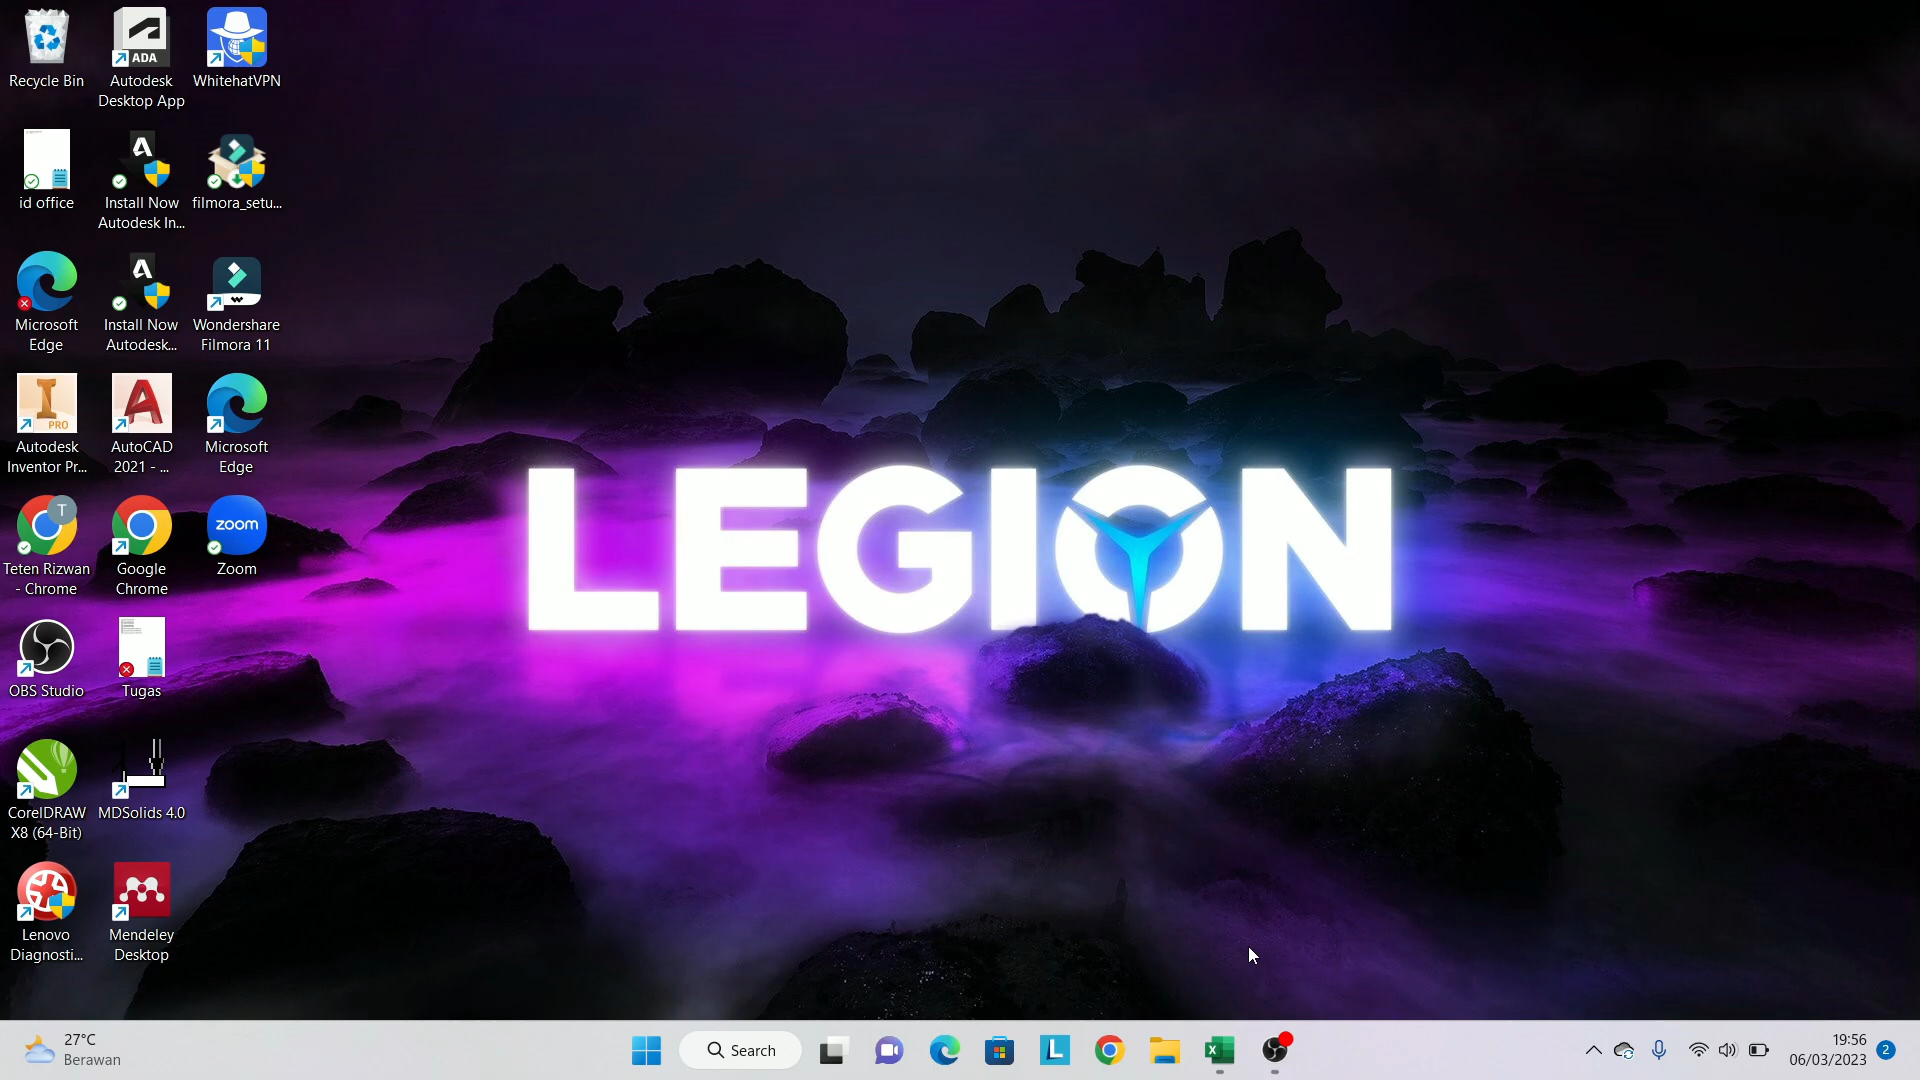 Recycle Bin
ADA
Autodesk
Desktop App
WhitehatVPN
id office
Install Now
Autodesk In...
filmora_setu...
Microsoft
Edge
Install Now
Autodesk...
Wondershare
Filmora 11
PRO
Autodesk
Inventor Pr...
AutoCAD
2021 - ...
Microsoft
Edge
T
Teten Rizwan
- Chrome
Google
Chrome
zoom
Zoom
LEGION
OBS Studio
Tugas
CorelDRAW
X8 (64-Bit)
MDSolids 4.0
Lenovo
Diagnosti...
Mendeley
Desktop
27°C
Berawan
Search
L
19:56
06/03/2023
2